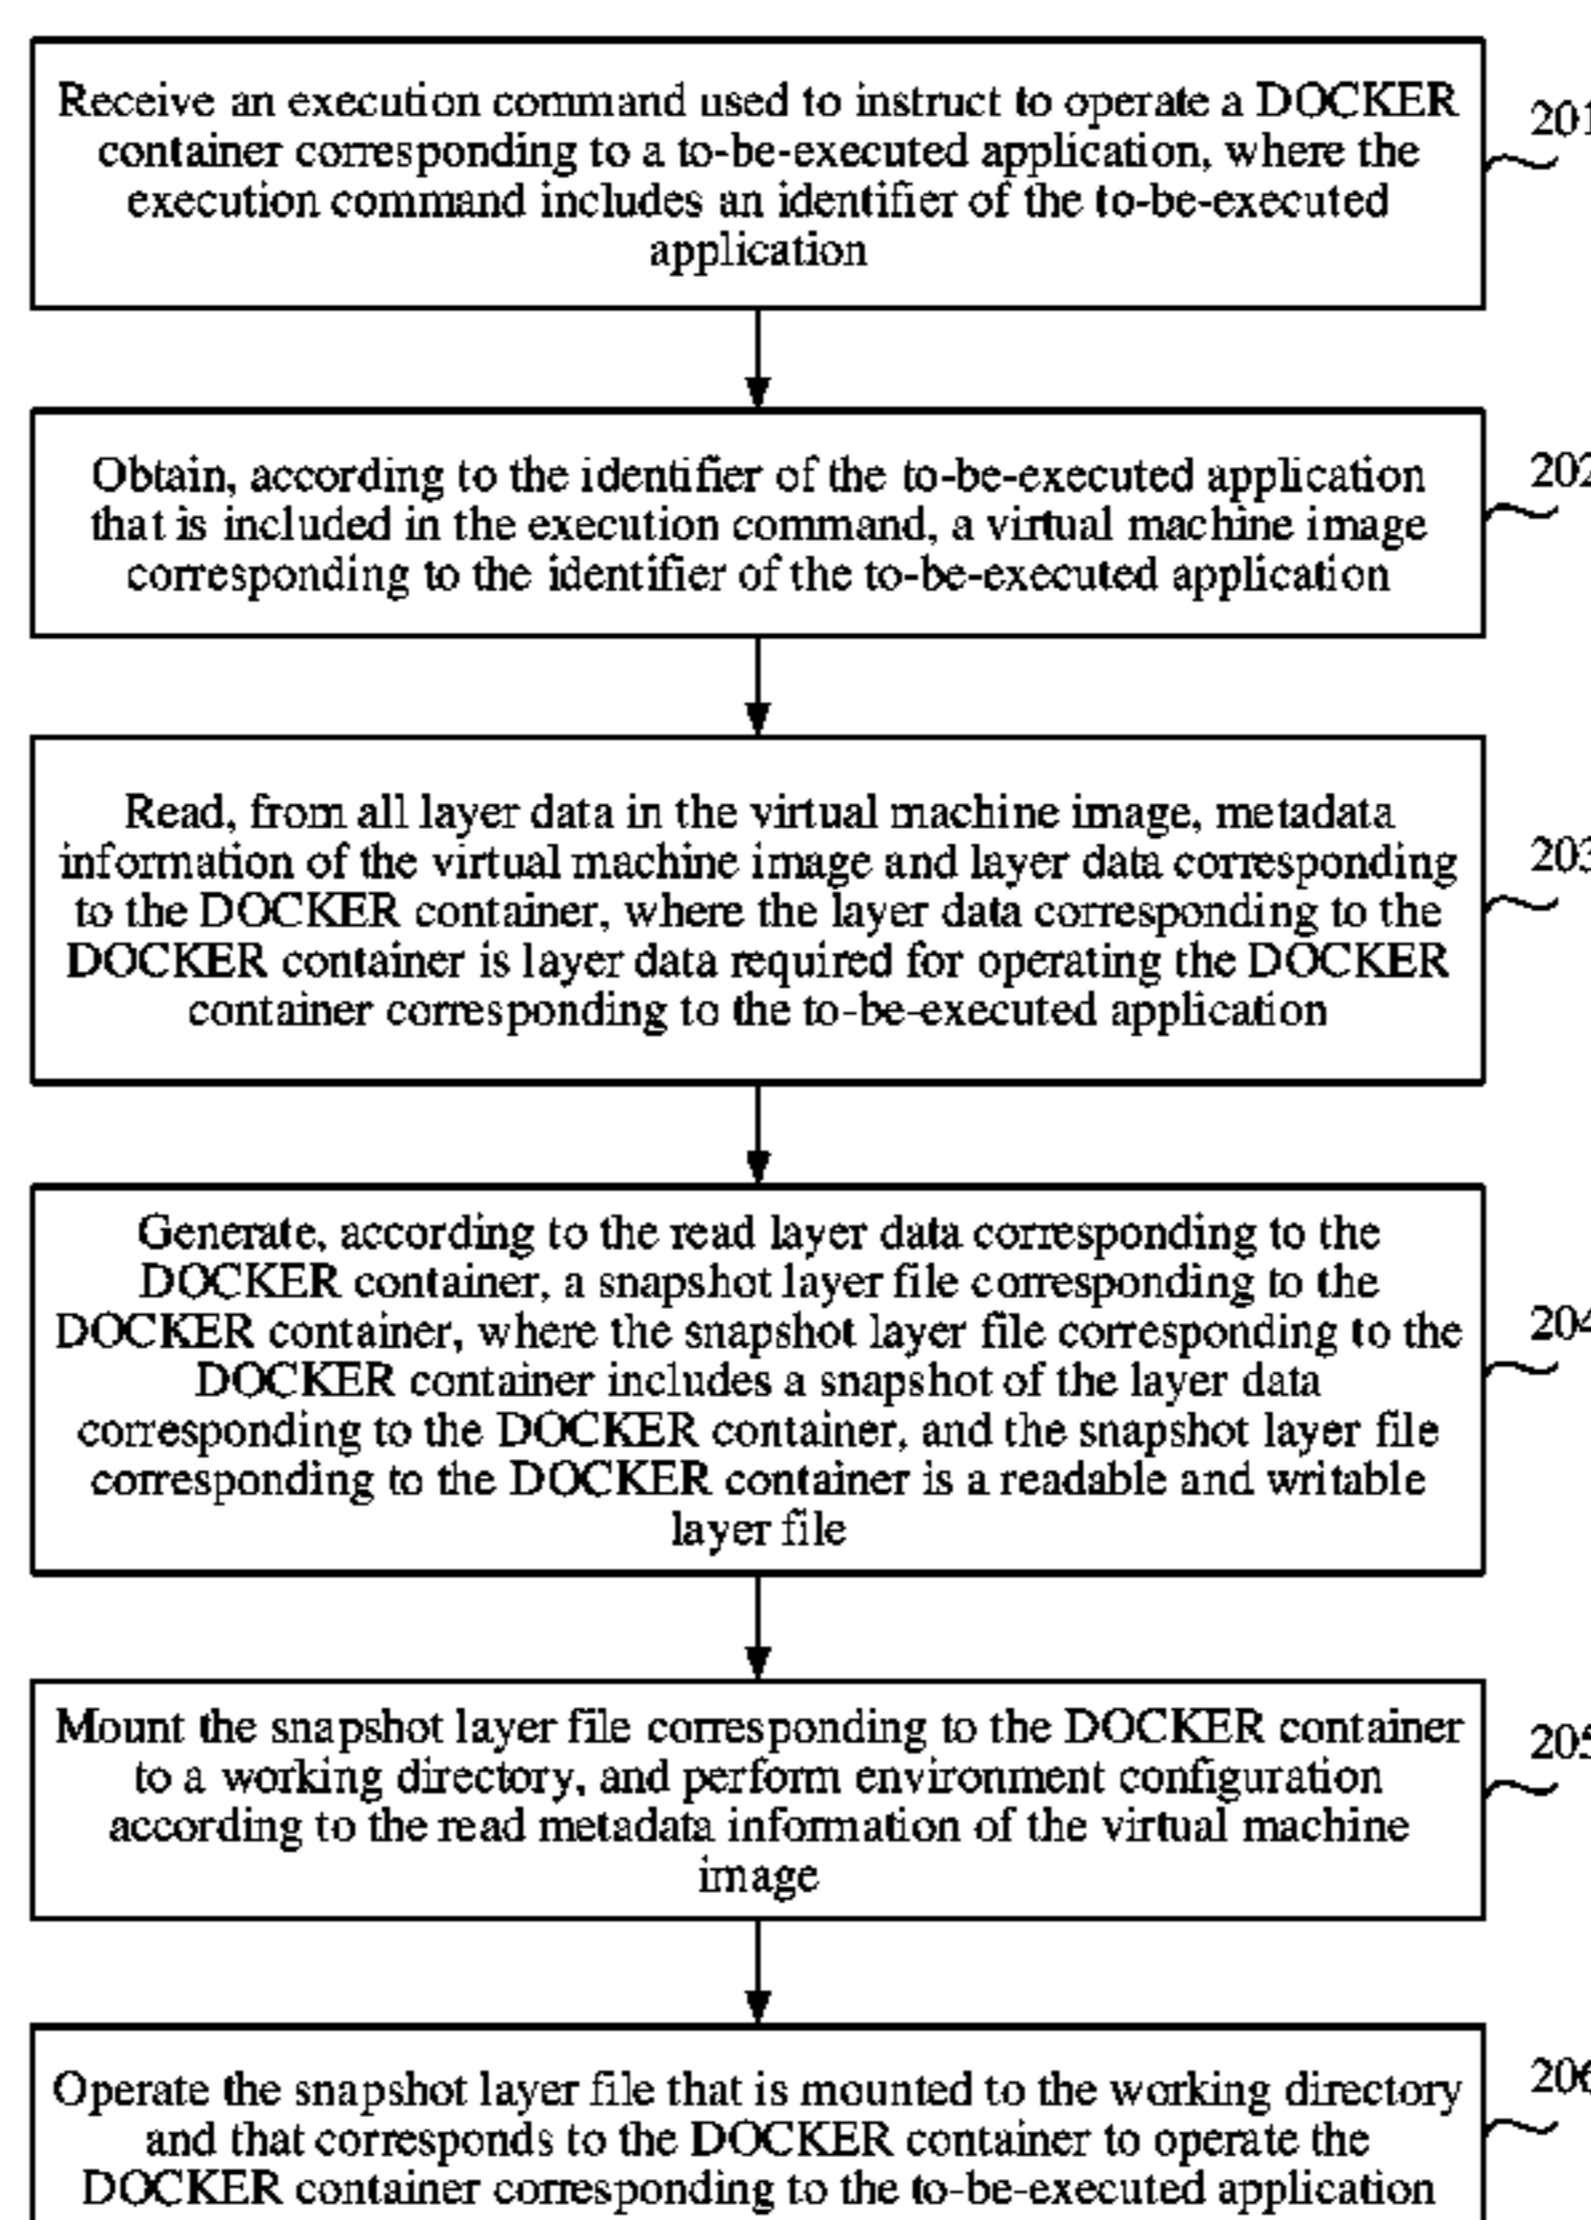 Receive an execution command used to instruct to operate a DOCKER
container corresponding to a to-be-executed application, where the
execution command includes an identifier of the to-be-executed
application
201
Obtain, according to the identifier of the to-be-executed application
that is included in the execution command, a virtual machine image
corresponding to the identifier of the to-be-executed application
202
Read, from all layer data in the virtual machine image, metadata
information of the virtual machine image and layer data corresponding
to the DOCKER container, where the layer data corresponding to the
DOCKER container is layer data required for operating the DOCKER
container corresponding to the to-be-executed application
203
Generate, according to the read layer data corresponding to the
DOCKER container, a snapshot layer file corresponding to the
DOCKER container, where the snapshot layer file corresponding to the
DOCKER container includes a snapshot of the layer data
corresponding to the DOCKER container, and the snapshot layer file
corresponding to the DOCKER container is a readable and writable
layer file
204
Mount the snapshot layer file corresponding to the DOCKER container
to a working directory, and perform environment configuration
according to the read metadata information of the virtual machine
image
205
Operate the snapshot layer file that is mounted to the working directory
and that corresponds to the DOCKER container to operate the
DOCKER container corresponding to the to-be-executed application
206